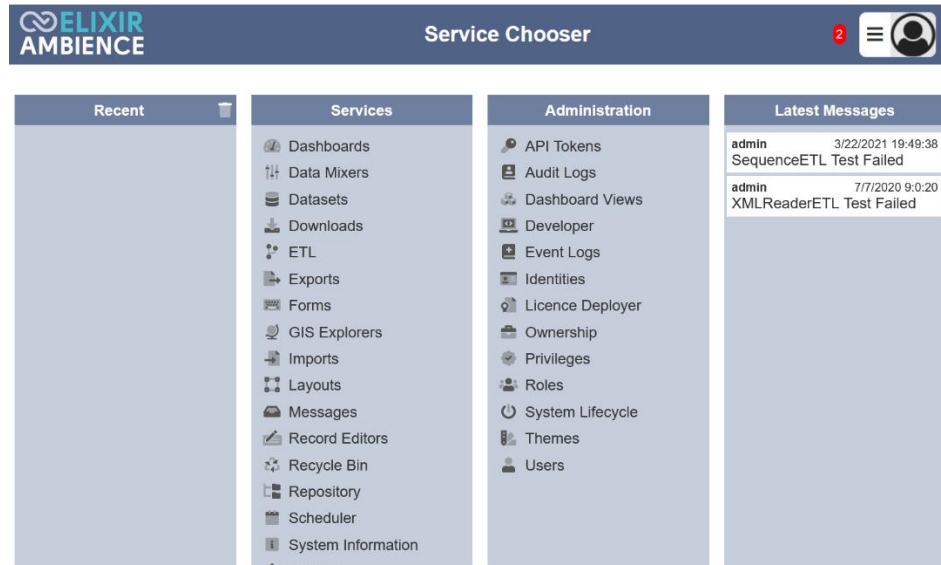 ELIXIR
AMBIENCE
Service Chooser
2
Recent
Services
Dashboards
Data Mixers
Datasets
Downloads
ETL
Exports
Forms
GIS Explorers
Imports
Layouts
Messages
Record Editors
Recycle Bin
Repository
Scheduler
System Information
Administration
API Tokens
Audit Logs
Dashboard Views
Developer
Event Logs
Identities
Licence Deployer
Ownership
Privileges
Roles
System Lifecycle
Themes
Users
Latest Messages
admin 3/22/2021 19:49:38
SequenceETL Test Failed
admin 7/7/2020 9:0:20
XMLReaderETL Test Failed